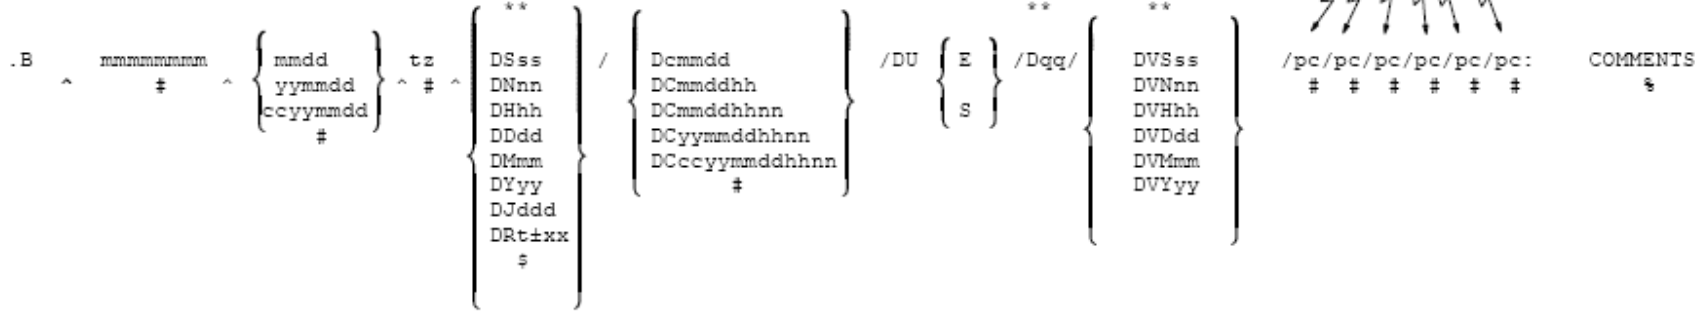 ** ** **
.B mmmmmmmm mmdd tz DSss / Dcmmdd /DU E /Dqq/ DVSss /pc/pc/pc/pc/pc/pc: COMMENTS
^ ‡ ^ yymmdd ^ ‡ ^ DNnn DCmmddhh DVNnn ‡ ‡ ‡ ‡ ‡ ‡ %
ccyymmdd DHhh DCmmddhhnn S DVHhh
‡ DDdd DCyymmddhhnn DVDdd
DMmm DCccyymmddhhnn DVMmm
DYyy ‡ DVYyy
DJddd
DRt±xx
$